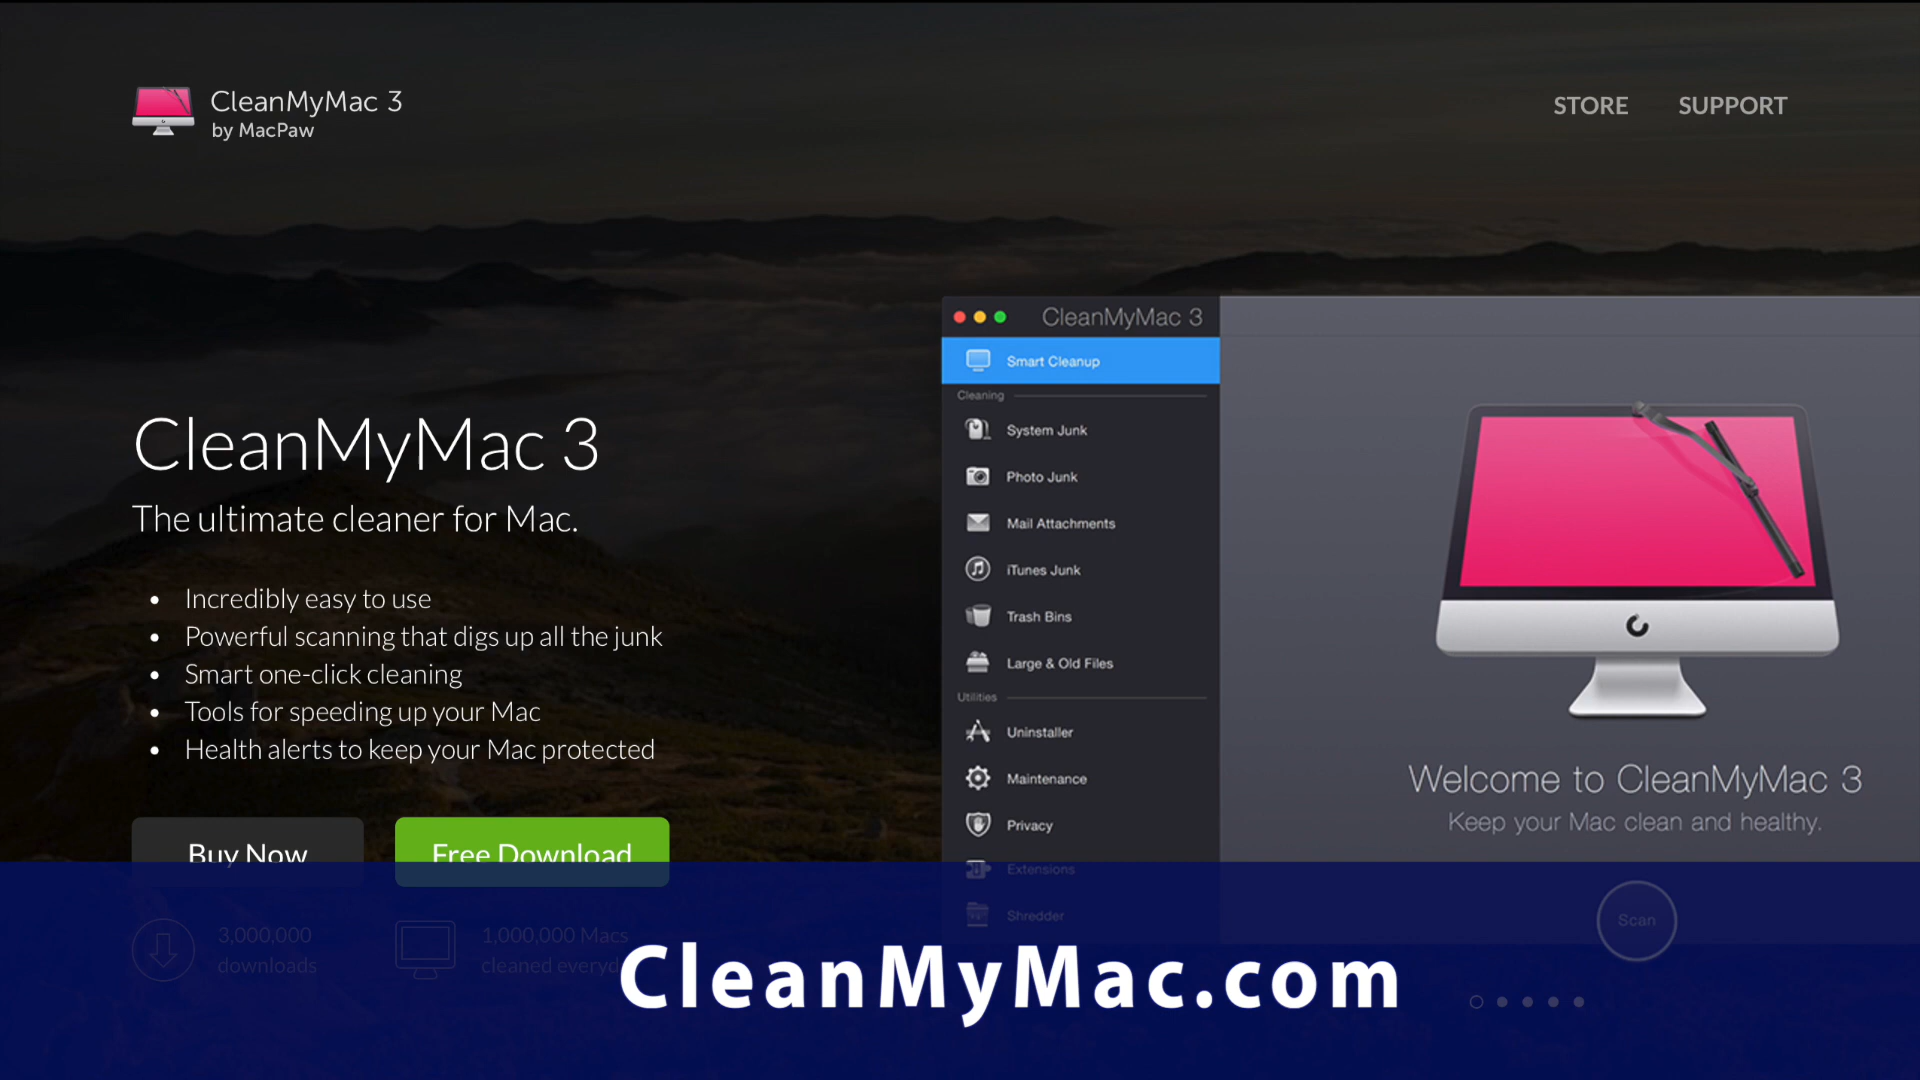 CleanMyMac 3
by MacPaw
STORE
SUPPORT
CleanMyMac 3
The ultimate cleaner for Mac.
• Incredibly easy to use
• Powerful scanning that digs up all the junk
• Smart one-click cleaning
• Tools for speeding up your Mac
• Health alerts to keep your Mac protected
Buy Now
Free Download
3,000,000
downloads
1,000,000 Macs
cleaned everyd
CleanMyMac 3
Smart Cleanup
Cleaning
System Junk
Photo Junk
Mail Attachments
iTunes Junk
Trash Bins
Large & Old Files
Utilities
Uninstaller
Maintenance
Privacy
Extensions
Shredder
Welcome to CleanMyMac 3
Keep your Mac clean and healthy.
Scan
CleanMyMac.com